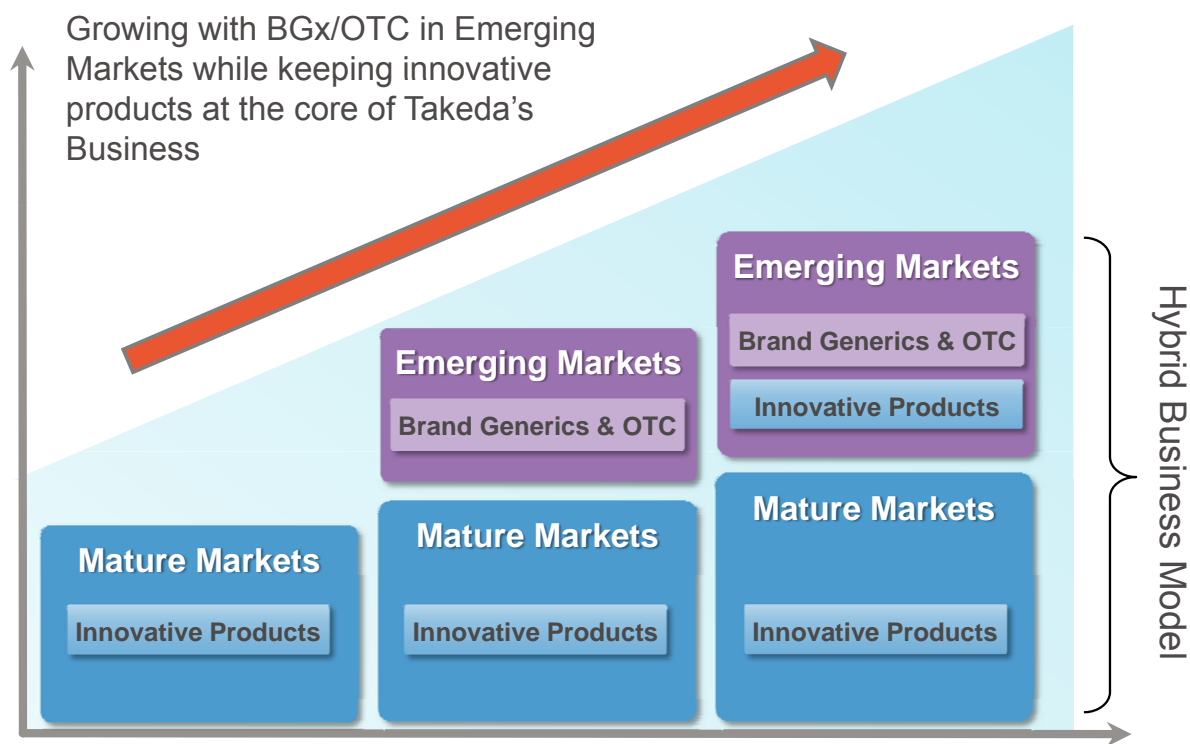 Growing with BGx/OTC in Emerging
Markets while keeping innovative
products at the core of Takeda’s
Business
Emerging Markets
Brand Generics & OTC
Innovative Products
Emerging Markets
Brand Generics & OTC
Mature Markets
Innovative Products
Mature Markets
Innovative Products
Mature Markets
Innovative Products
Hybrid Business Model